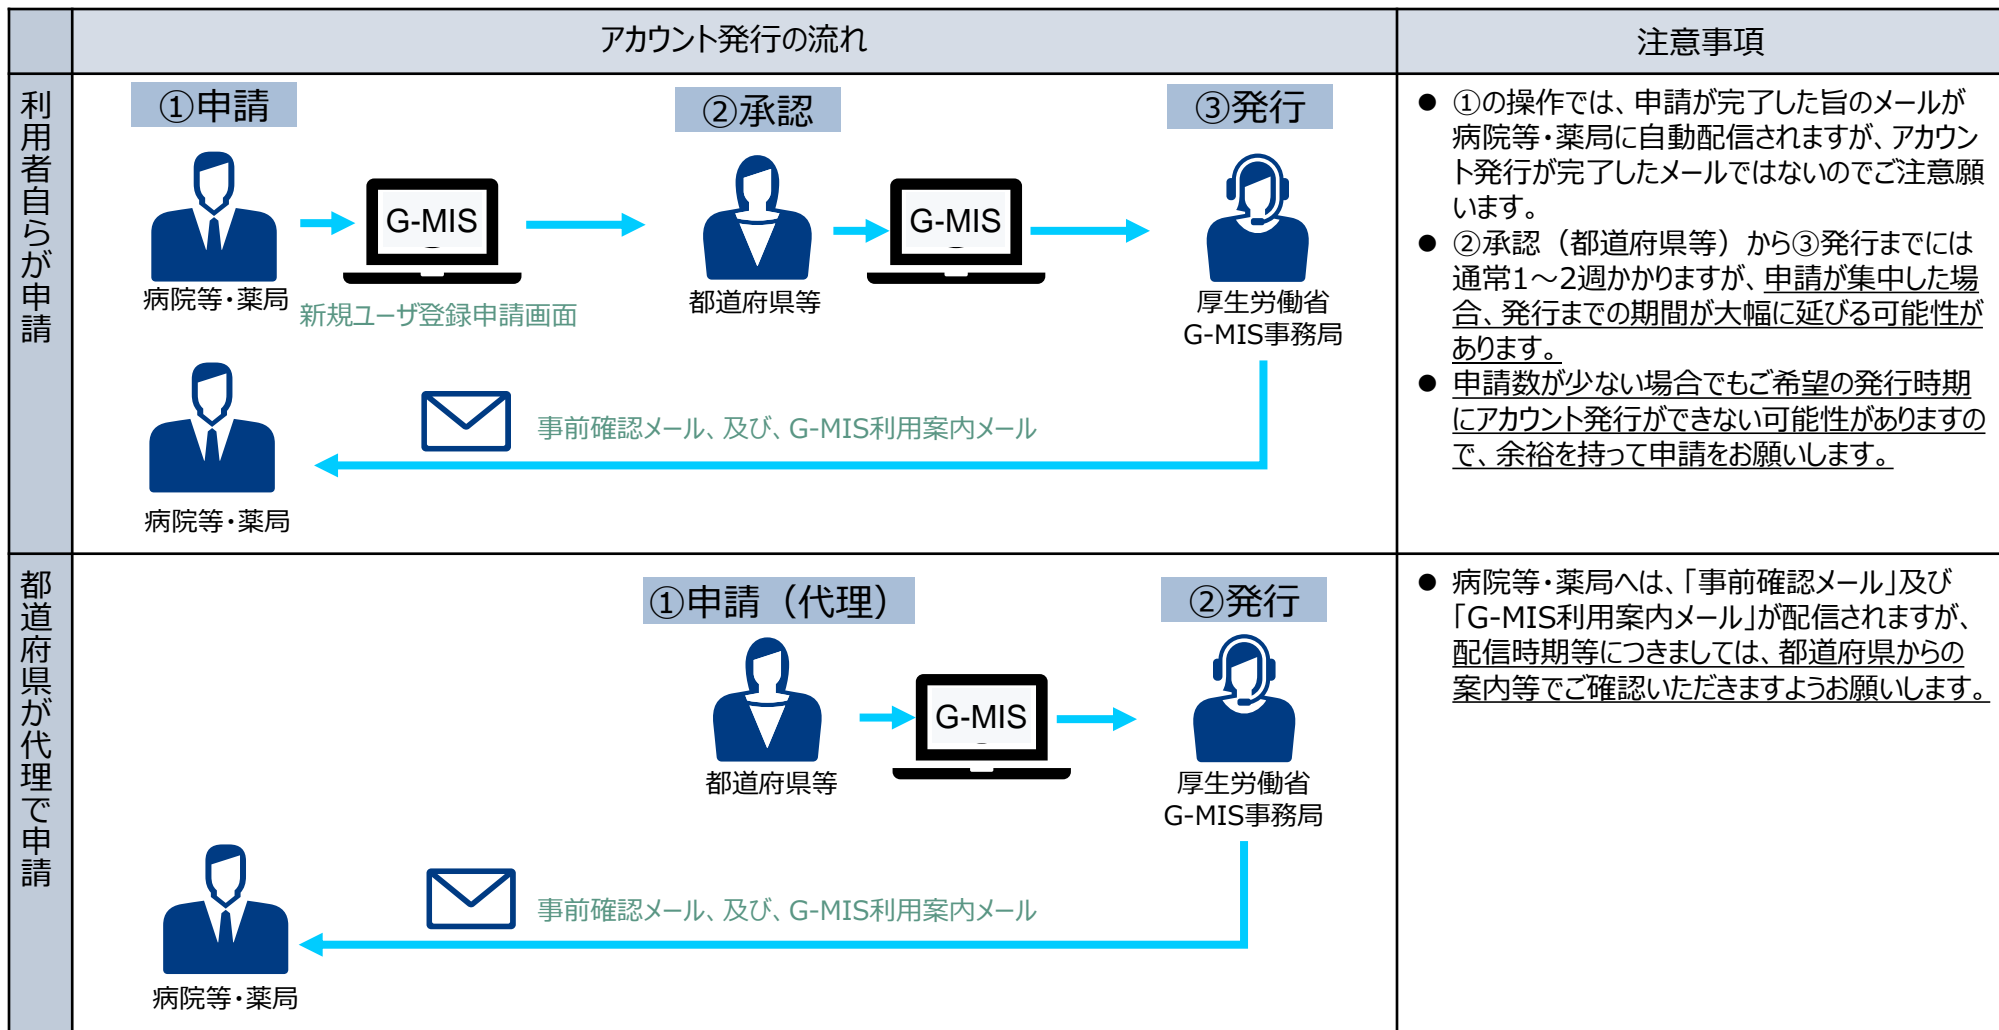 アカウント発行の流れ
注意事項
利用者自らが申請
①申請
②承認
③発行
G-MIS
G-MIS
病院等・薬局
新規ユーザ登録申請画面
都道府県等
厚生労働省
G-MIS事務局
事前確認メール、及び、G-MIS利用案内メール
病院等・薬局
● ①の操作では、申請が完了した旨のメールが
病院等・薬局に自動配信されますが、アカウン
ト発行が完了したメールではないのでご注意願
います。
● ②承認（都道府県等）から③発行までには
通常1～2週かかりますが、申請が集中した場
合、発行までの期間が大幅に延びる可能性が
あります。
● 申請数が少ない場合でもご希望の発行時期
にアカウント発行ができない可能性がありますの
で、余裕を持って申請をお願いします。
都道府県が代理で申請
①申請（代理）
②発行
G-MIS
都道府県等
厚生労働省
G-MIS事務局
事前確認メール、及び、G-MIS利用案内メール
病院等・薬局
● 病院等・薬局へは、「事前確認メール」及び
「G-MIS利用案内メール」が配信されますが、
配信時期等につきましては、都道府県からの
案内等でご確認いただきますようお願いします。